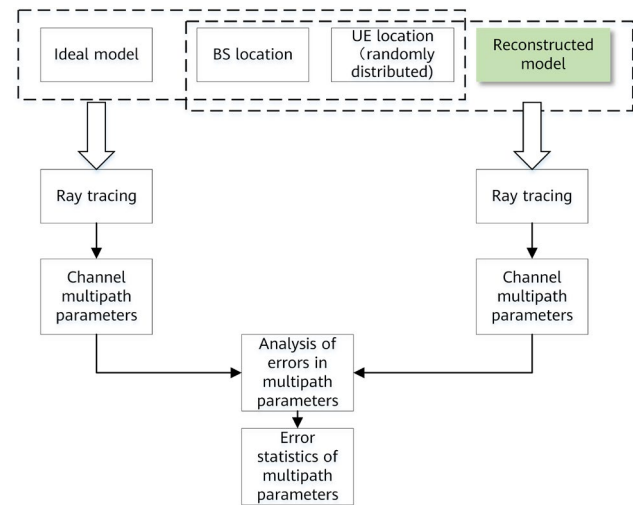 Ideal model
BS location
UE location
（randomly
distributed)
Reconstructed
model
Ray tracing
Ray tracing
Channel
multipath
parameters
Channel
multipath
parameters
Analysis of
errors in
multipath
parameters
Error
statistics of
multipath
parameters